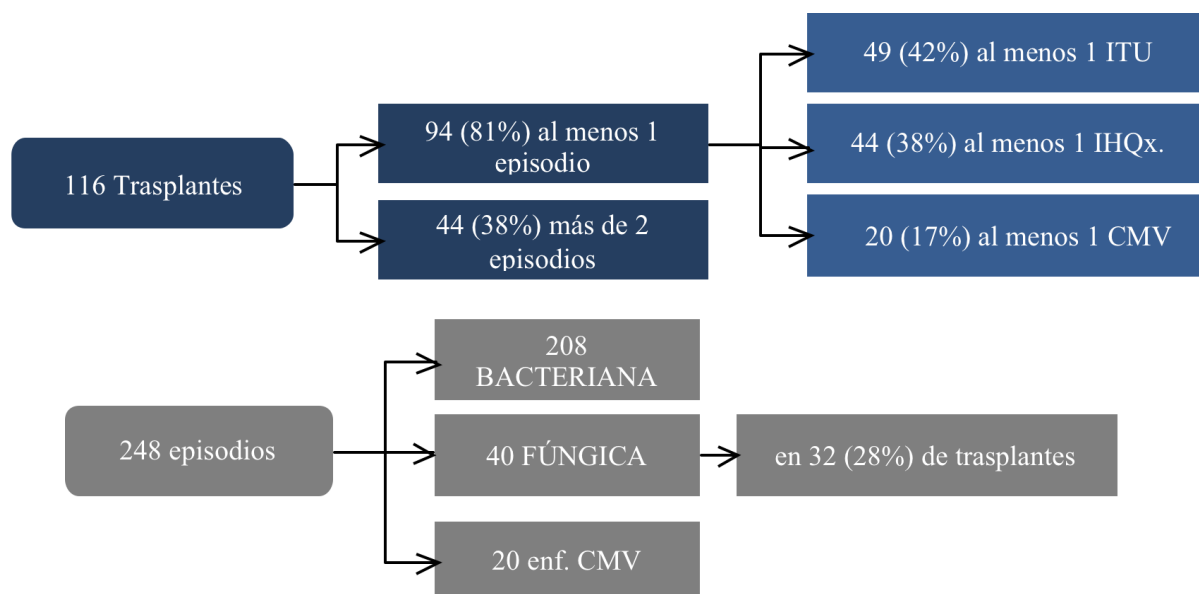 116 Trasplantes
94 (81%) al menos 1
episodio
44 (38%) más de 2
episodios
49 (42%) al menos 1 ITU
44 (38%) al menos 1 IHQx.
20 (17%) al menos 1 CMV
248 episodios
208
BACTERIANA
40 FÚNGICA
en 32 (28%) de trasplantes
20 enf. CMV